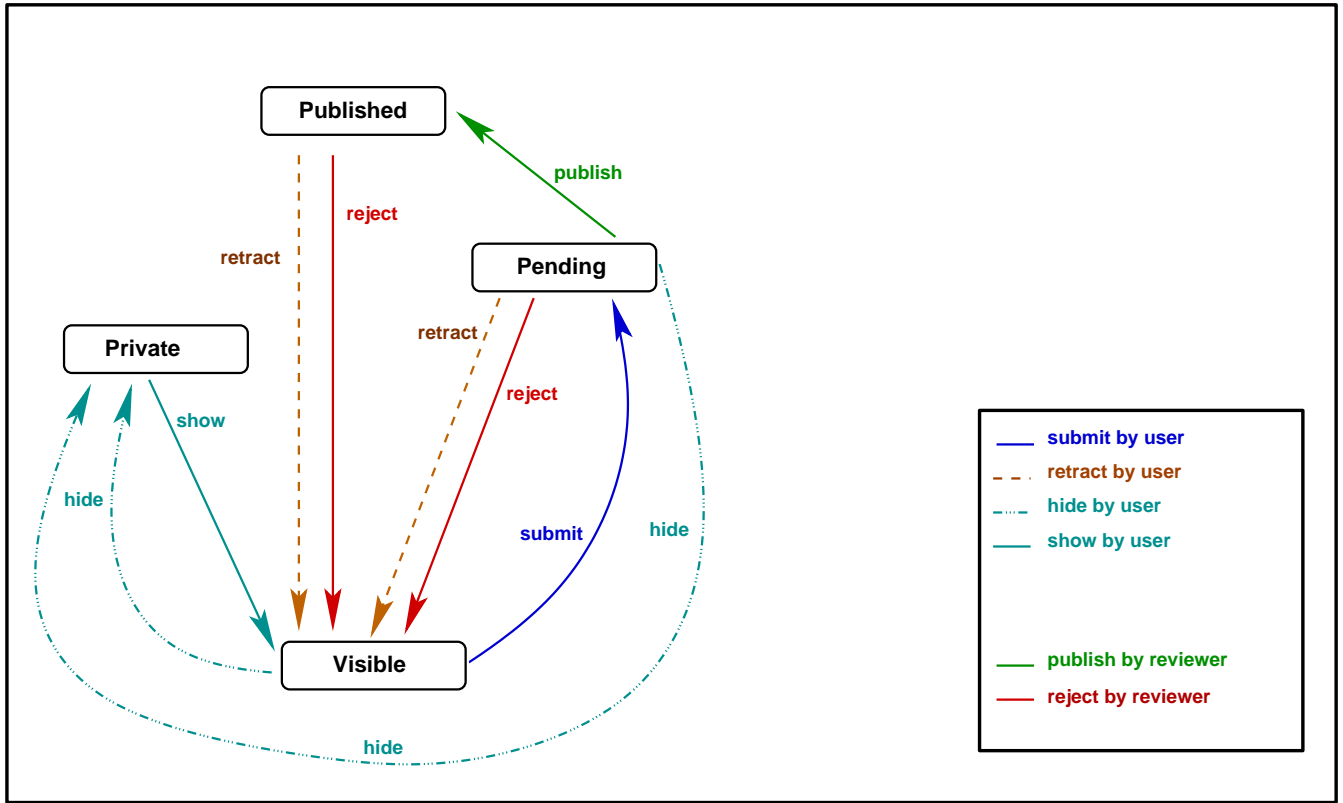 Published
publish
reject
retract
Pending
retract
Private
reject
show
hide
submit
hide
Visible
hide
submit by user
retract by user
hide by user
show by user
publish by reviewer
reject by reviewer